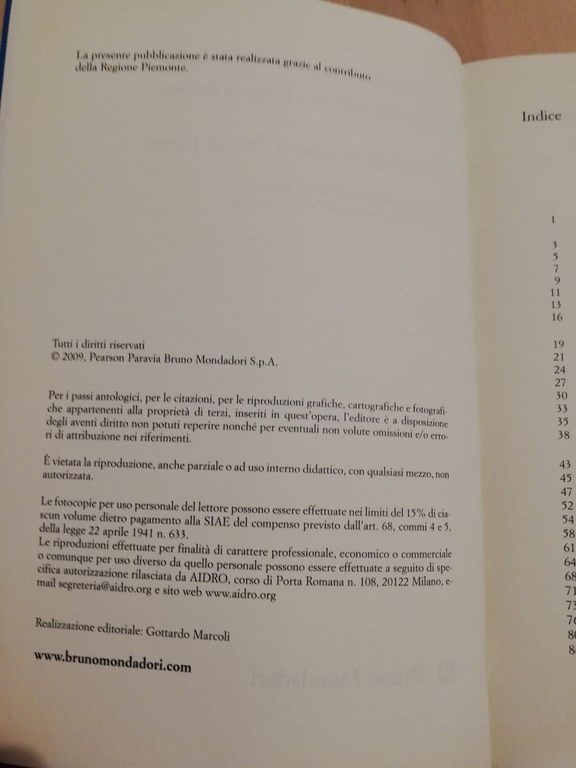 La presente pubblicazione è stata realizzata grazie al contributo
della Regione Piemonte.
Tutti i diritti riservati
© 2009, Pearson Paravia Bruno Mondadori S.p.A.
Per i passi antologici, per le citazioni, per le riproduzioni grafiche, cartografiche e fotografi-
che appartenenti alla proprietà di terzi, inseriti in quest'opera, l'editore è a disposizione
degli aventi diritto non potuti reperire nonché per eventuali non volute omissioni e/o erro-
ri di attribuzione nei riferimenti.
È vietata la riproduzione, anche parziale o ad uso interno didattico, con qualsiasi mezzo, non
autorizzata.
Le fotocopie per uso personale del lettore possono essere effettuate nei limiti del 15% di cia-
scun volume dietro pagamento alla SIAE del compenso previsto dall'art. 68, commi 4 e 5,
della legge 22 aprile 1941 n. 633.
Le riproduzioni effettuate per finalità di carattere professionale, economico o commerciale
o comunque per uso diverso da quello personale possono essere effettuate a seguito di spe-
cifica autorizzazione rilasciata da AIDRO, corso di Porta Romana n. 108, 20122 Milano, e-
mail segreteria@aidro.org e sito web www.aidro.org
Realizzazione editoriale: Gottardo Marcoli
www.brunomondadori.com
Indice
1
3
5
7
9
11
13
16
19
21
24
27
30
33
35
38
43
45
47
52
54
58
61
64
68
71
73
76
80